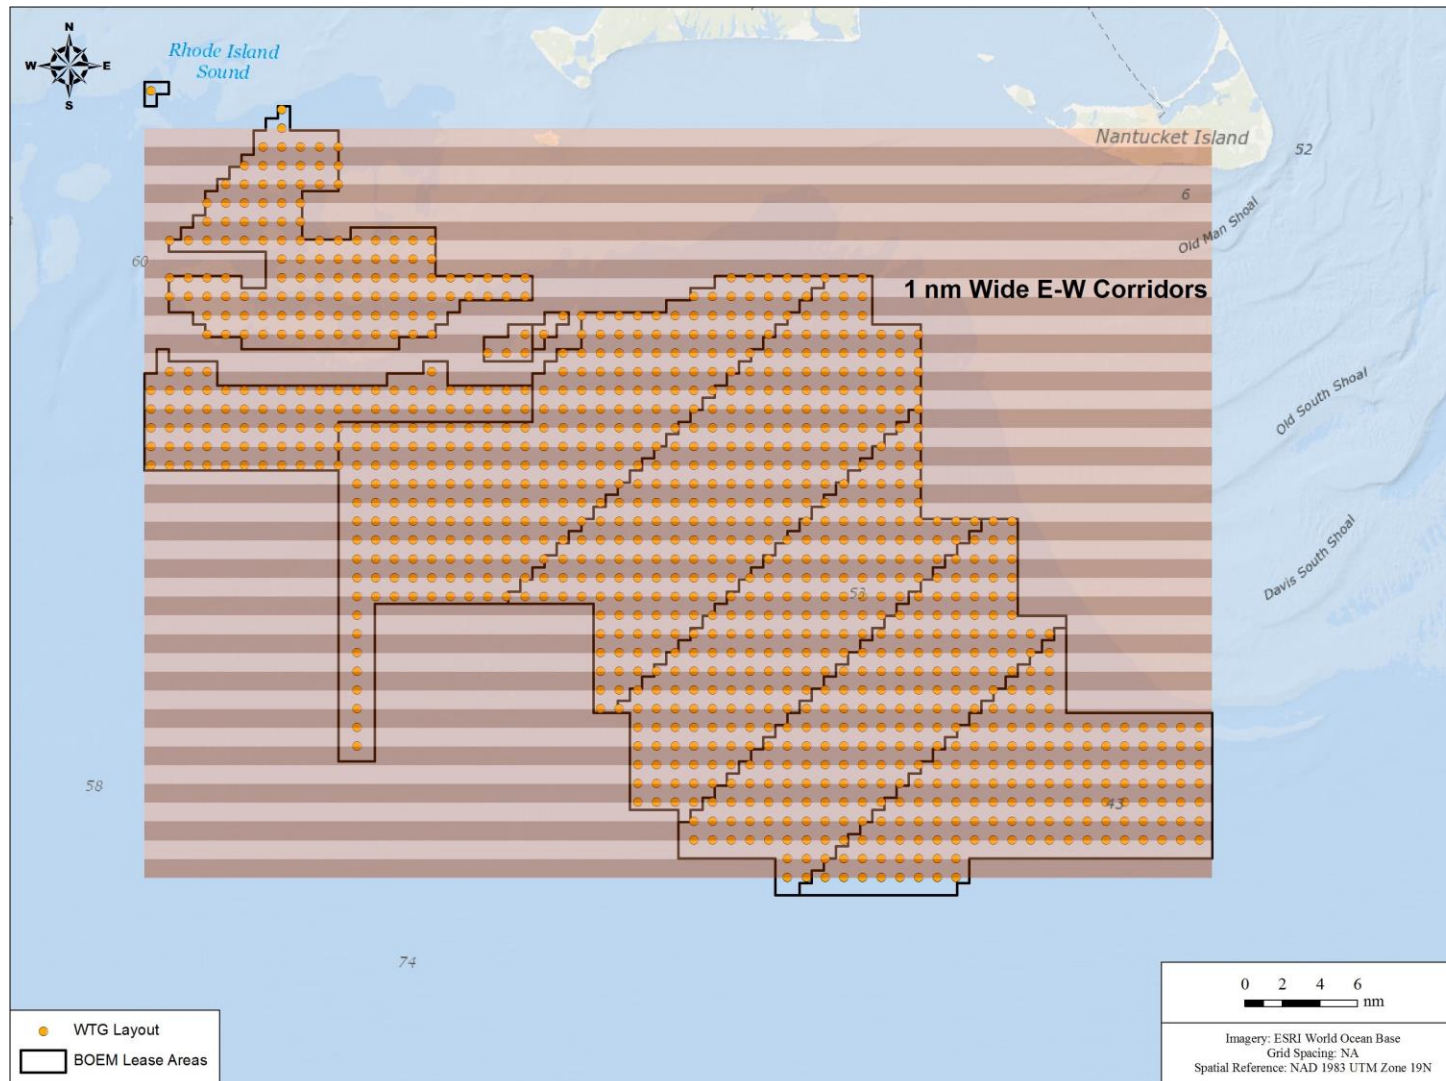 N
W
E
S
Rhode Island
Sound
Nantucket Island
52
6
Old Man Shoal
60
1 nm Wide E-W Corridors
Old South Shoal
Davis South Shoal
53
58
43
74
WTG Layout
BOEM Lease Areas
0 2 4 6
nm
Imagery: ESRI World Ocean Base
Grid Spacing: NA
Spatial Reference: NAD 1983 UTM Zone 19N